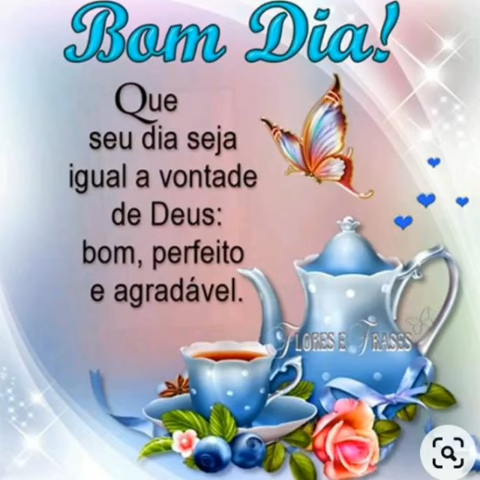 Bom Dia!
Que
seu dia seja
igual a vontade
de Deus:
bom, perfeito
e agradável.
FLORES E FRASES